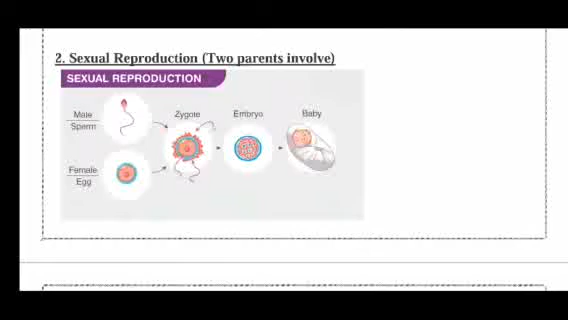 2. Sexual Reproduction (Two parents involve)
SEXUAL REPRODUCTION
Male
Sperm
Zygote
Embryo
Baby
Female
Egg